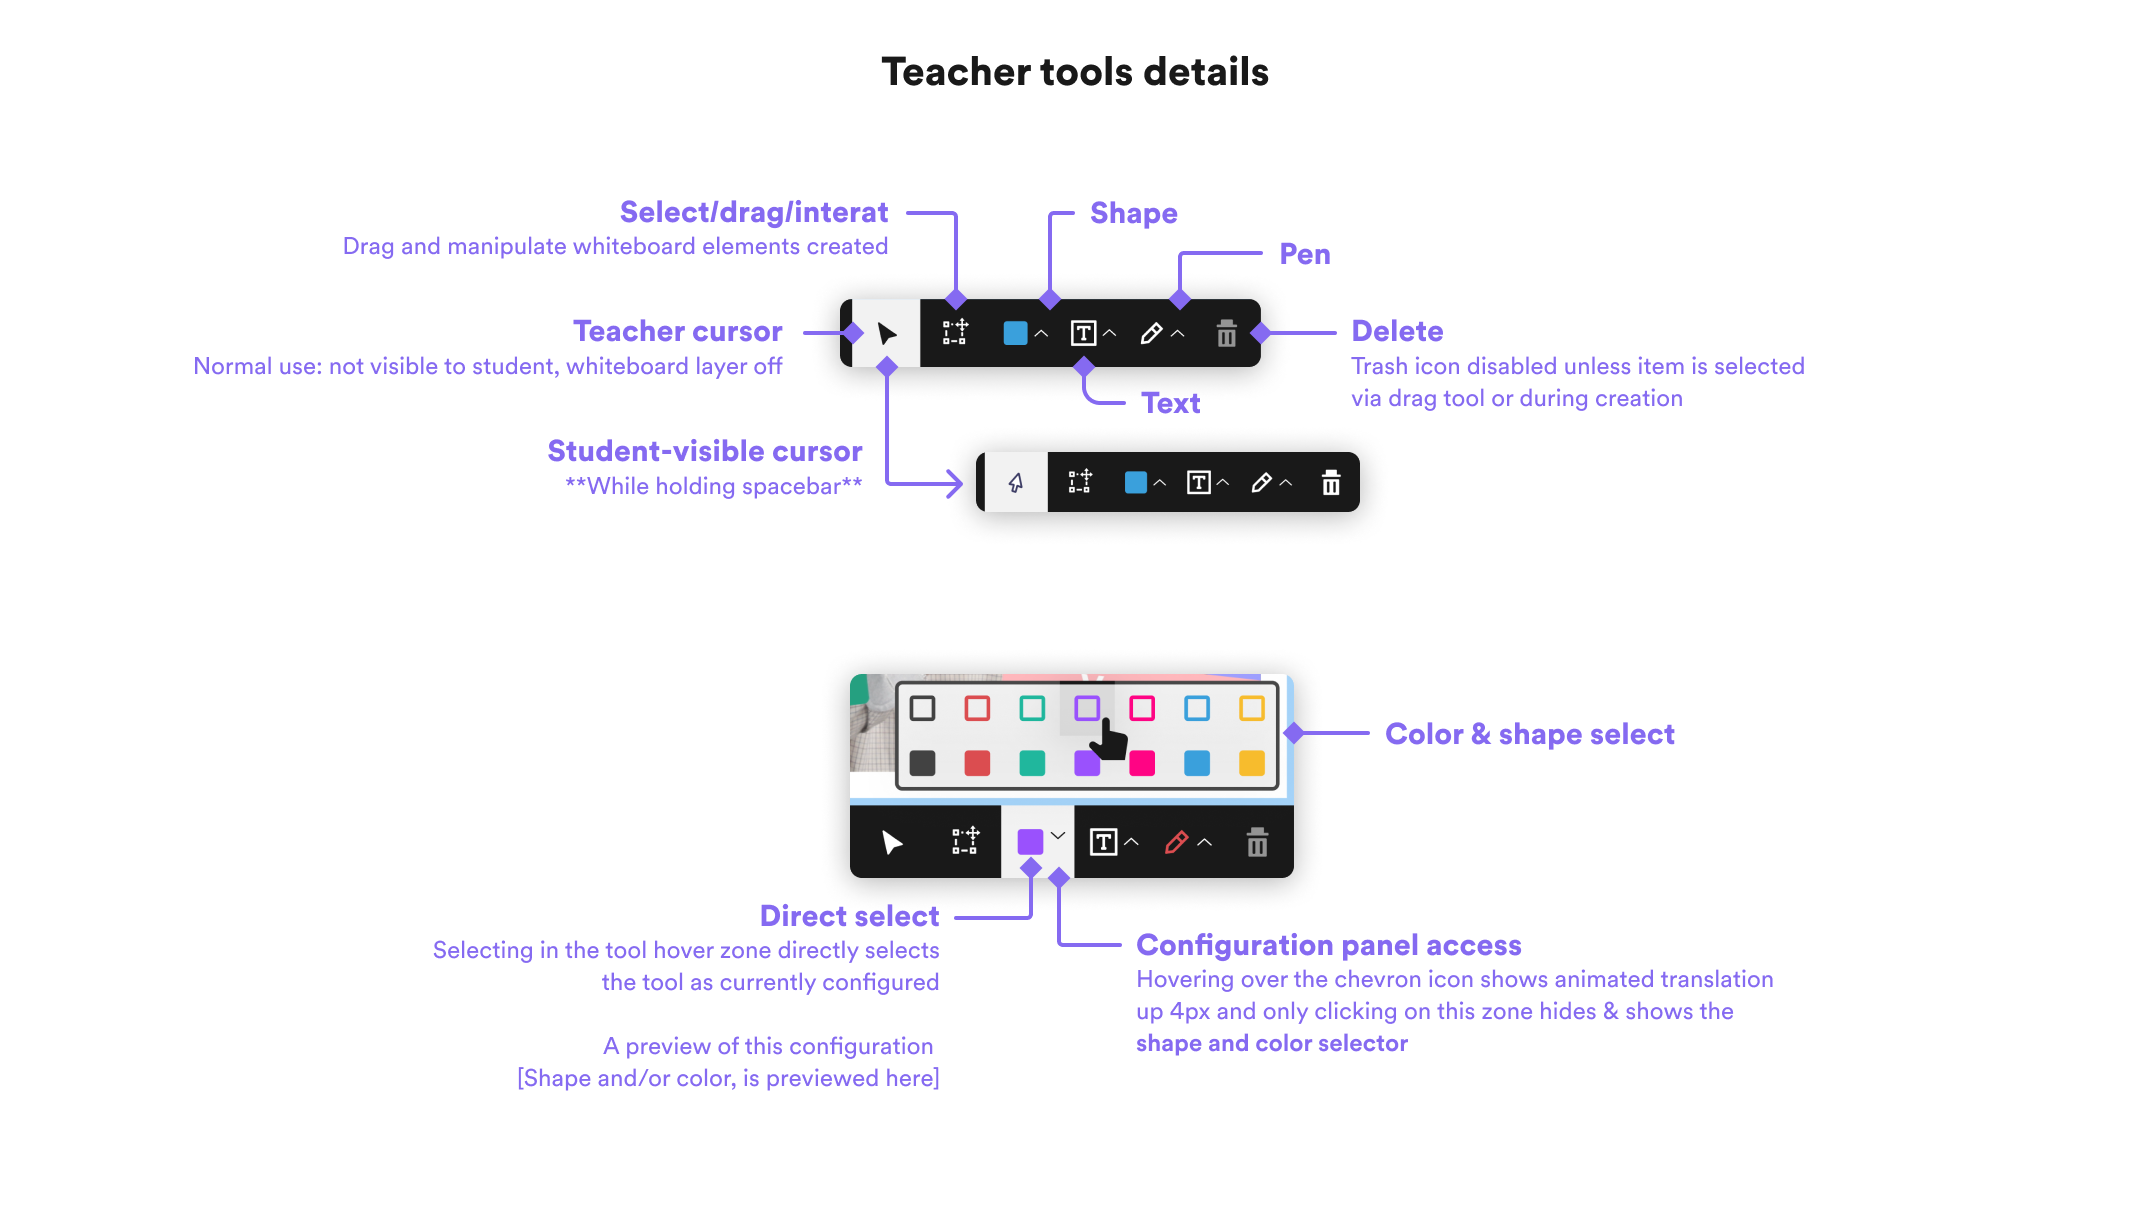 Teacher tools details
Select/drag/interat
Drag and manipulate whiteboard elements created
Shape
Pen
Teacher cursor
Normal use: not visible to student, whiteboard layer off
T
Delete
Trash icon disabled unless item is selected
via drag tool or during creation
Text
Student-visible cursor
**While holding spacebar**
T
Color & shape select
T
Direct select
Selecting in the tool hover zone directly selects
the tool as currently configured
A preview of this configuration
[Shape and/or color, is previewed here]
Configuration panel access
Hovering over the chevron icon shows animated translation
up 4px and only clicking on this zone hides & shows the
shape and color selector